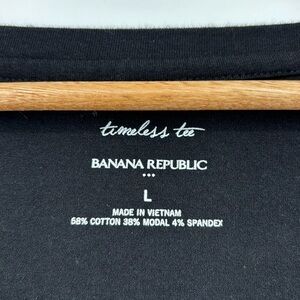 timeless tee
BANANA REPUBLIC
L
MADE IN VIETNAM
58% COTTON 38% MODAL 4% SPANDEX